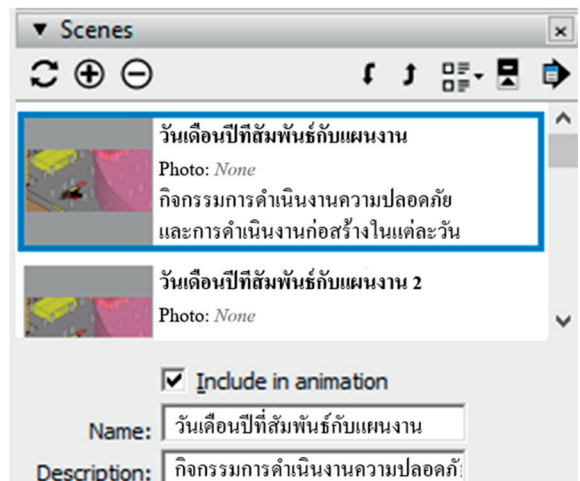 Scenes
วันเดือนปีที่สัมพันธ์กับแผนงาน
Photo: None
กิจกรรมการดำเนินงานความปลอดภัย
และการดำเนินงานก่อสร้างในแต่ละวัน
วันเดือนปีที่สัมพันธ์กับแผนงาน 2
Photo: None
Include in animation
Name: วันเดือนปีที่สัมพันธ์กับแผนงาน
Description: กิจกรรมการดำเนินงานความปลอดภั